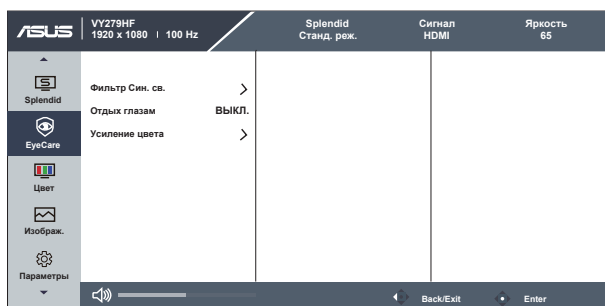 ASUS
VY279HF
1920 x 1080 | 100 Hz
Splendid
Станд. реж.
Сигнал
HDMI
Яркость
65
Splendid
EyeCare
Цвет
Изображ.
Параметры
Фильтр Син. св.
Отдых глазам ВЫКЛ.
Усиление цвета
Back/Exit
Enter